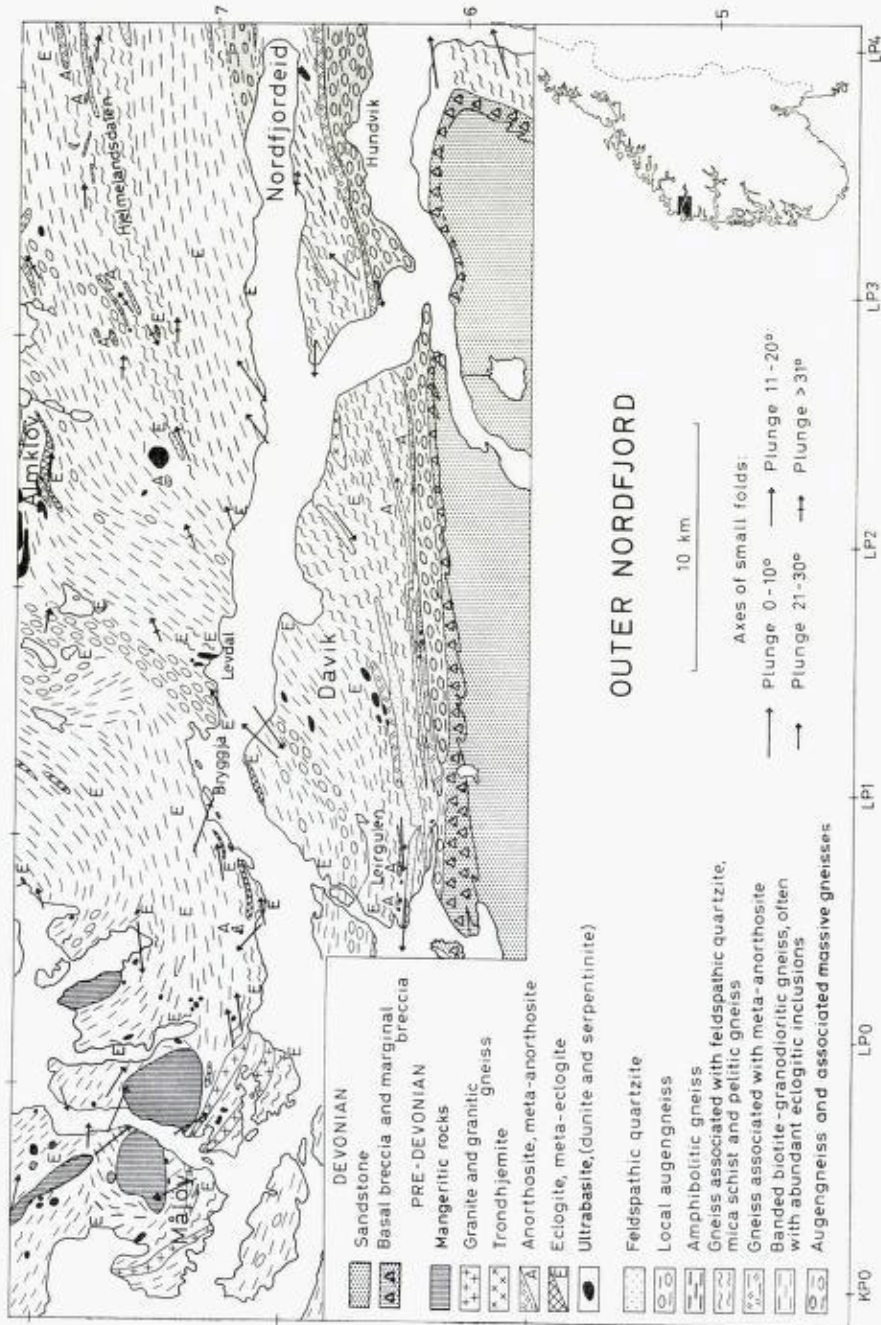 Almkloy
Hjelmelandsdalen
Måløy
Bryggja
Levdal
Nordfjordeid
Davik
Leirgulen
Hundvik
E
A
7
6
5
KP0
LP0
LP1
LP2
LP3
LP4
DEVONIAN
Sandstone
Basal breccia and marginal
breccia
PRE-DEVONIAN
Mangeritic rocks
Granite and granitic
gneiss
Trondhjemite
Anorthosite, meta-anorthosite
Eclogite, meta-eclogite
Ultrabasite,(dunite and serpentinite)
Feldspathic quartzite
Local augengneiss
Amphibolitic gneiss
Gneiss associated with feldspathic quartzite,
mica schist and pelitic gneiss
Gneiss associated with meta-anorthosite
Banded biotite-granodioritic gneiss, often
with abundant eclogitic inclusions
Augengneiss and associated massive gneisses
OUTER NORDFJORD
10 km
Axes of small folds:
Plunge 0-10° Plunge 11-20°
Plunge 21-30° Plunge >31°